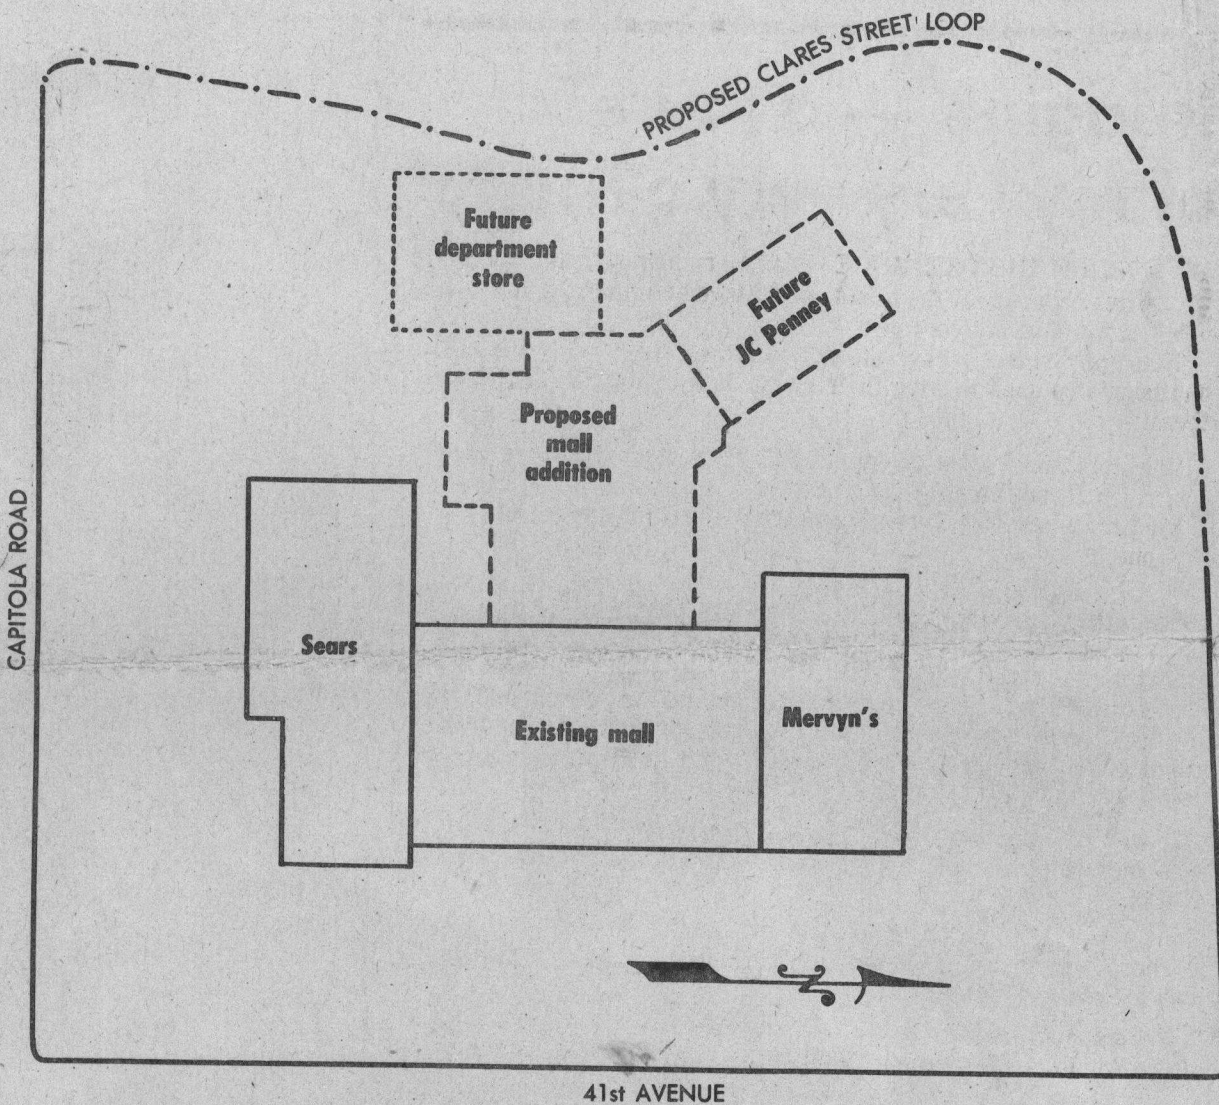 PROPOSED CLARES STREET LOOP
Future
department
store
Future
JC Penney
Proposed
mall
addition
CAPITOLA ROAD
Sears
Existing mall
Mervyn's
N
41st AVENUE